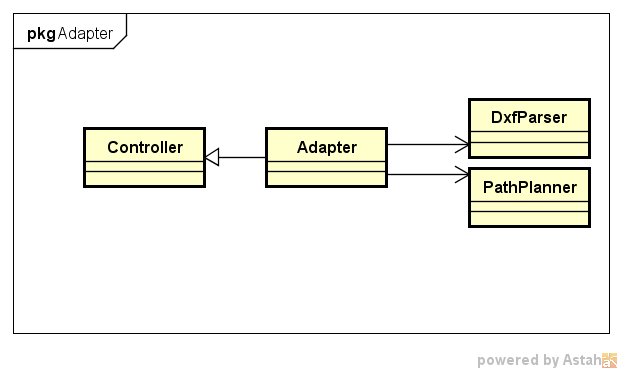 pkg Adapter
DxfParser
Controller
Adapter
PathPlanner
powered by Astah